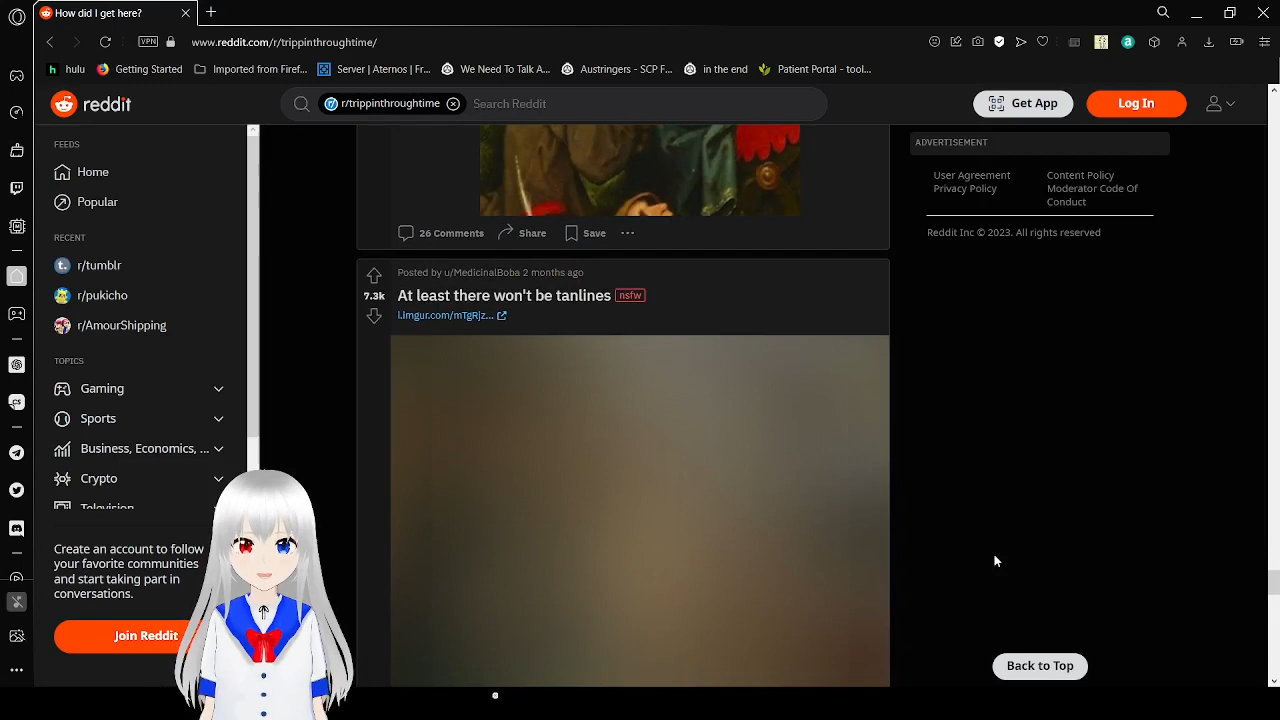 How did I get here?
VPN
www.reddit.com/r/trippinthroughtime/
hulu
Getting Started
Imported from Firef...
Server | Aternos | Fr...
We Need To Talk A...
Austringers - SCP F...
in the end
Patient Portal - tool...
reddit
r/trippinthroughtime
Search Reddit
Get App
Log In
FEEDS
Home
Popular
RECENT
r/tumblr
r/pukicho
r/AmourShipping
TOPICS
Gaming
Sports
Business, Economics, ...
Crypto
Television
Create an account to follow
your favorite communities
and start taking part in
conversations.
Join Reddit
26 Comments
Share
Save
Posted by u/MedicinalBoba 2 months ago
7.3k
At least there won't be tanlines nsfw
i.imgur.com/mTgRjz...
ADVERTISEMENT
User Agreement
Privacy Policy
Content Policy
Moderator Code Of
Conduct
Reddit Inc © 2023. All rights reserved
Back to Top